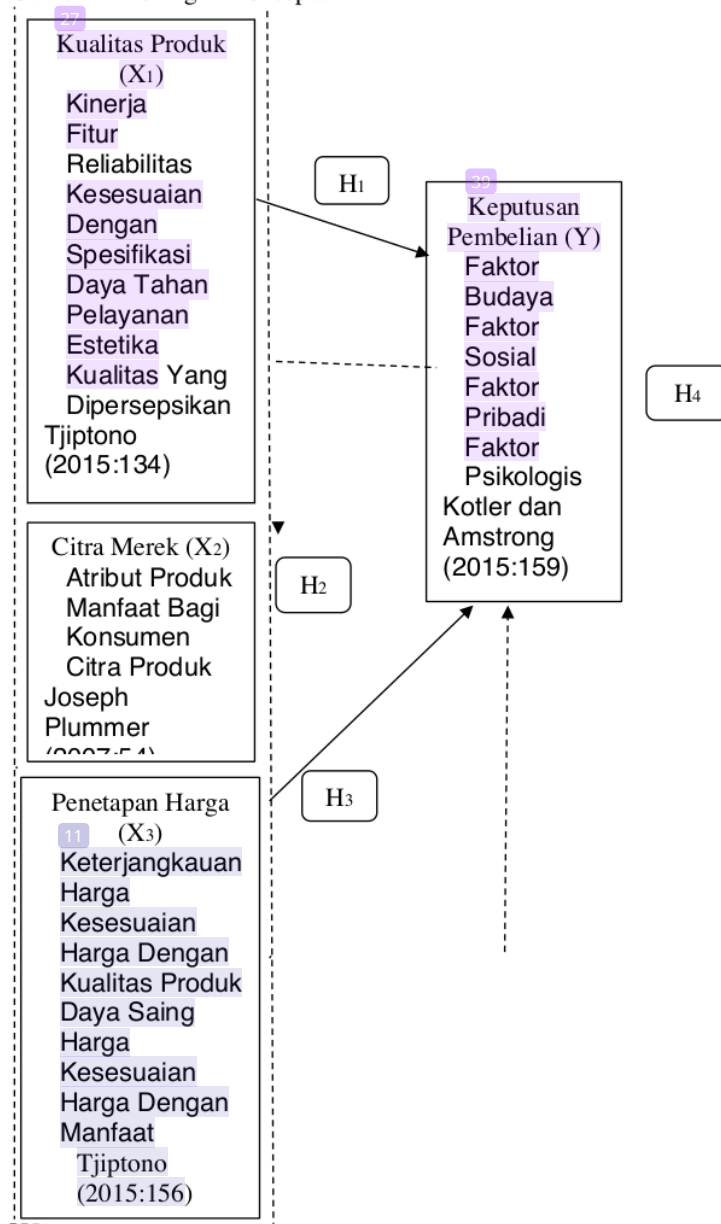 27
Kualitas Produk
(X1)
Kinerja
Fitur
Reliabilitas
Kesesuaian
Dengan
Spesifikasi
Daya Tahan
Pelayanan
Estetika
Kualitas Yang
Dipersepsikan
Tjiptono
(2015:134)
H1
39
Keputusan
Pembelian (Y)
Faktor
Budaya
Faktor
Sosial
Faktor
Pribadi
Faktor
Psikologis
Kotler dan
Amstrong
(2015:159)
H4
Citra Merek (X2)
Atribut Produk
Manfaat Bagi
Konsumen
Citra Produk
Joseph
Plummer
H2
H3
Penetapan Harga
(X3)
11
Keterjangkauan
Harga
Kesesuaian
Harga Dengan
Kualitas Produk
Daya Saing
Harga
Kesesuaian
Harga Dengan
Manfaat
Tjiptono
(2015:156)